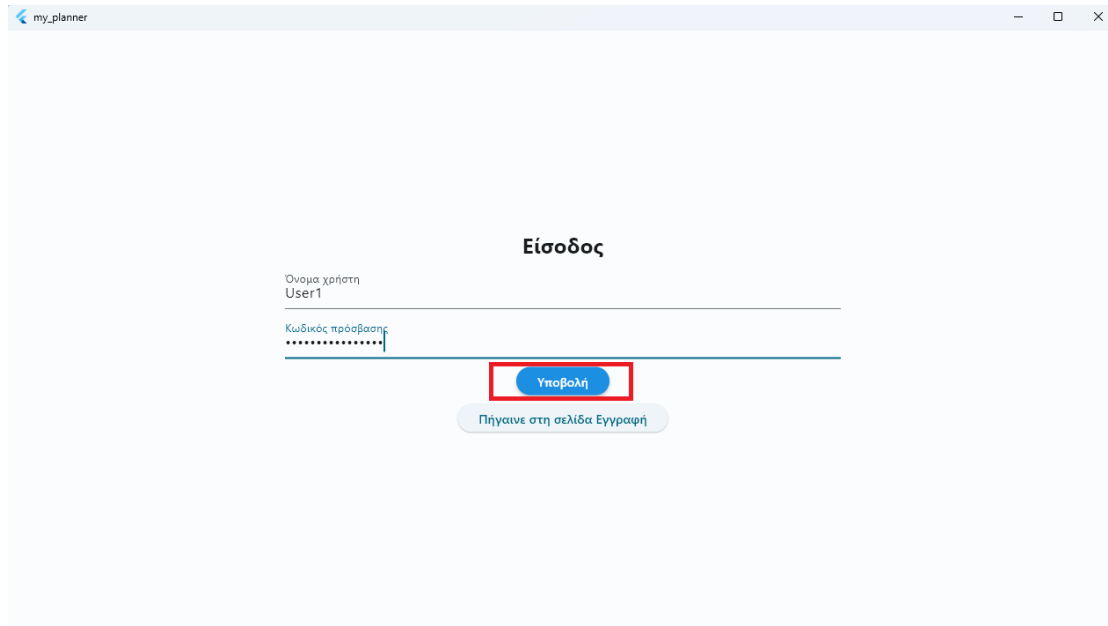 my_planner
Είσοδος
Όνομα χρήστη
User1
Κωδικός πρόσβασης
••••••••••••••••
Υποβολή
Πήγαινε στη σελίδα Εγγραφή